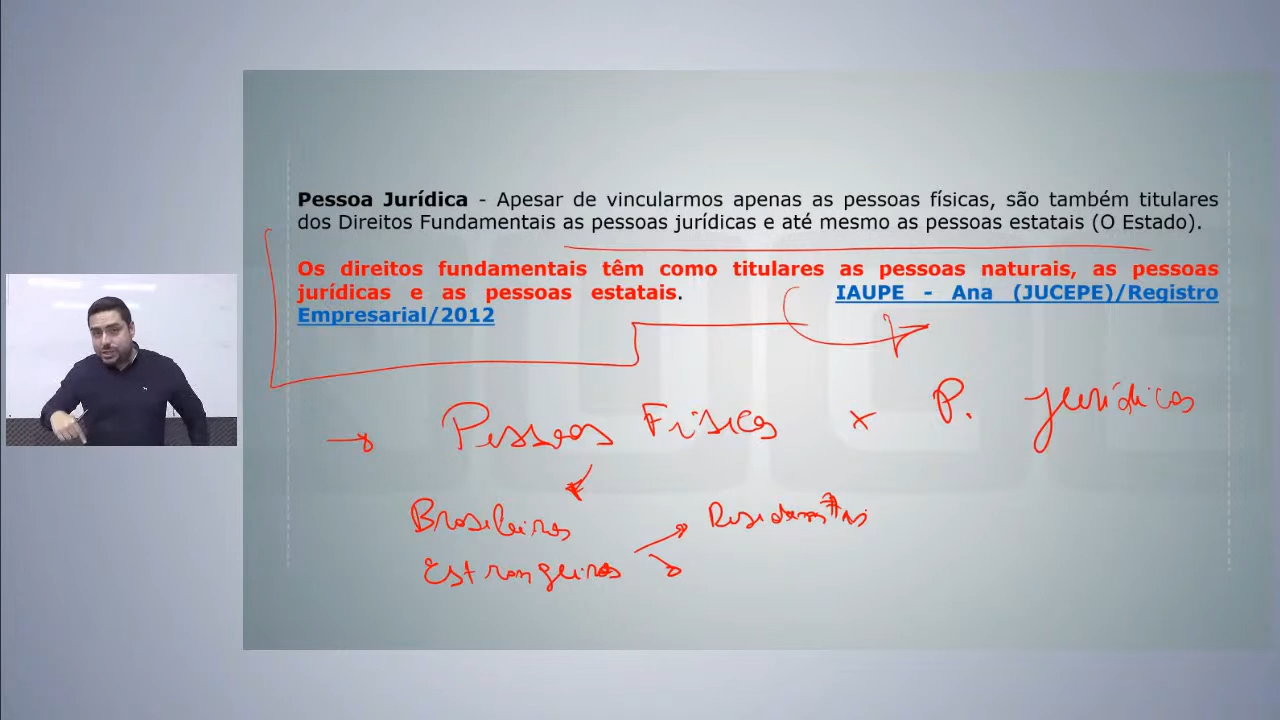 Pessoa Jurídica - Apesar de vincularmos apenas as pessoas físicas, são também titulares
dos Direitos Fundamentais as pessoas jurídicas e até mesmo as pessoas estatais (O Estado).
Os direitos fundamentais têm como titulares as pessoas naturais, as pessoas
jurídicas e as pessoas estatais. IAUPE - Ana (JUCEPE)/Registro
Empresarial/2012
Pessoas Físicas x P. Jurídicas
Brasileiros
Residentes
Estrangeiros